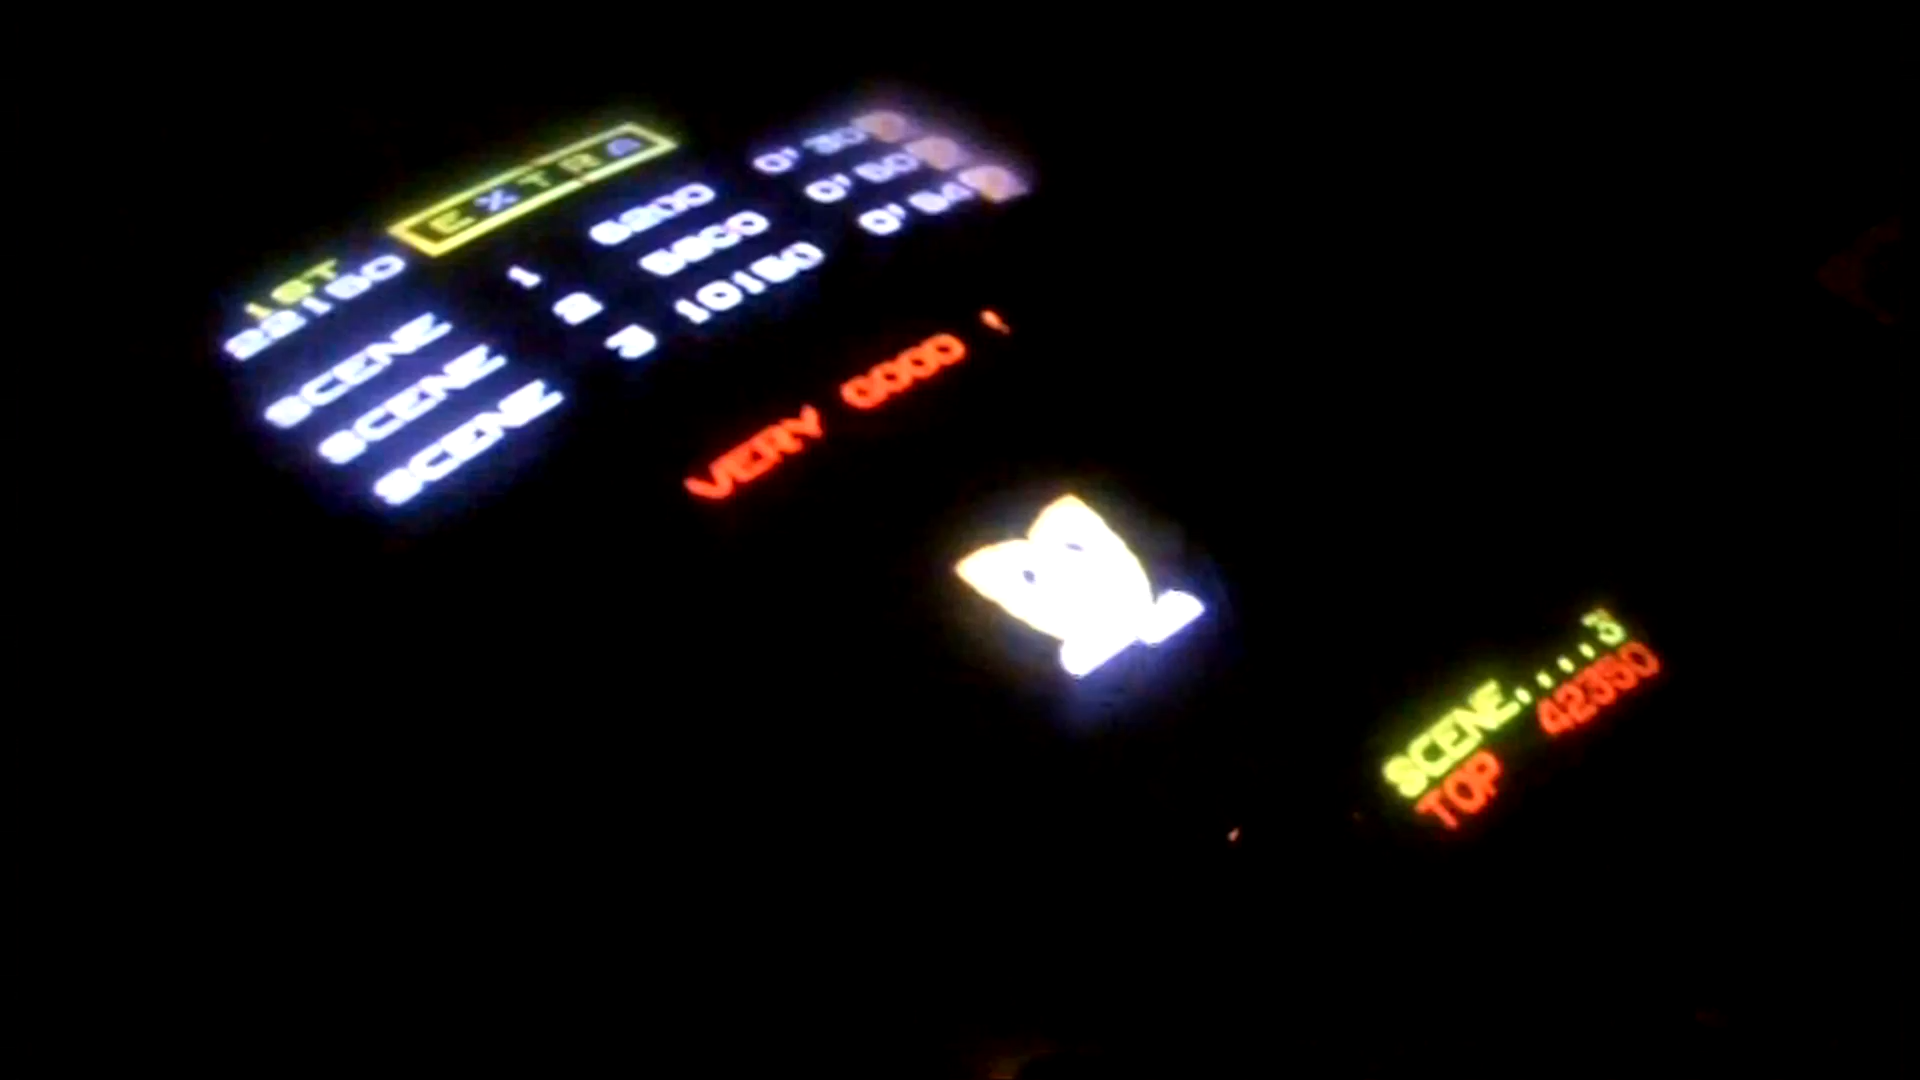 1ST EXTRA
22150
SCENE 1 6200 0'30
SCENE 2 5800 0'50
SCENE 3 10150 0'54
VERY GOOD !
SCENE.....3
TOP 42350